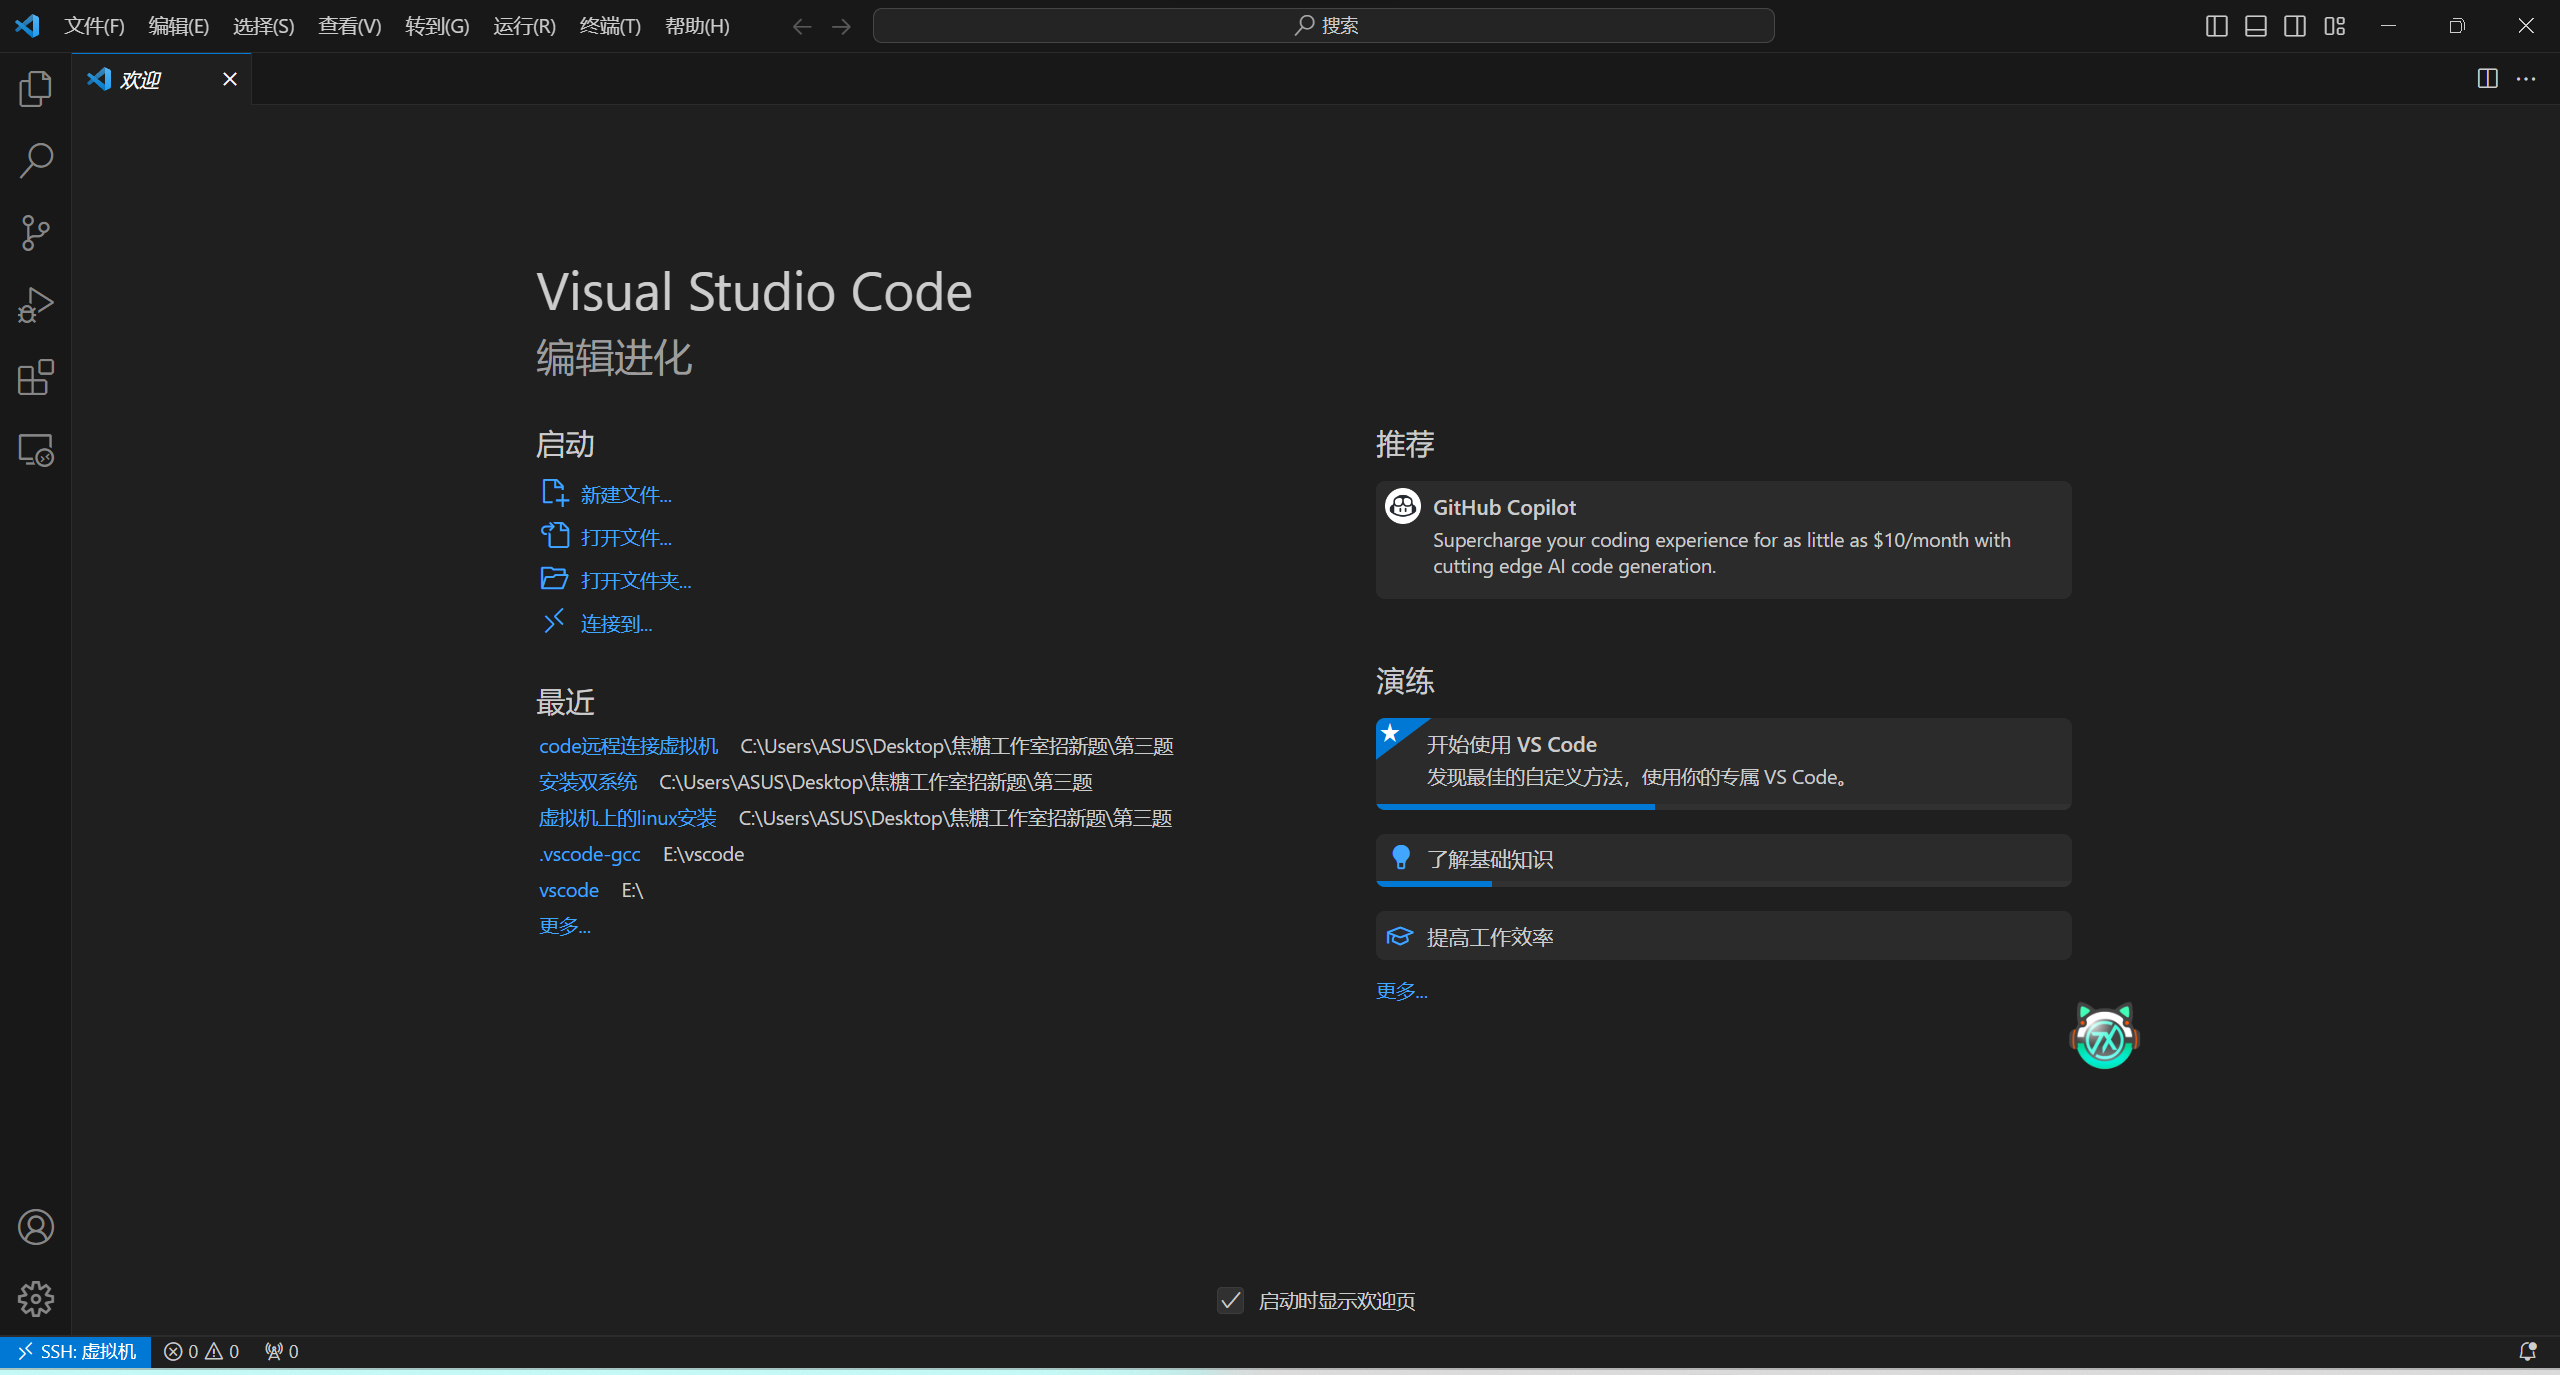 文件(F) 编辑(E) 选择(S) 查看(V) 转到(G) 运行(R) 终端(T) 帮助(H) 搜索
欢迎
Visual Studio Code
编辑进化
启动
新建文件...
打开文件...
打开文件夹...
连接到...
最近
code远程连接虚拟机 C:\Users\ASUS\Desktop\焦糖工作室招新题\第三题
安装双系统 C:\Users\ASUS\Desktop\焦糖工作室招新题\第三题
虚拟机上的linux安装 C:\Users\ASUS\Desktop\焦糖工作室招新题\第三题
.vscode-gcc E:\vscode
vscode E:\
更多...
推荐
GitHub Copilot
Supercharge your coding experience for as little as $10/month with
cutting edge AI code generation.
演练
开始使用 VS Code
发现最佳的自定义方法，使用你的专属 VS Code。
了解基础知识
提高工作效率
更多...
启动时显示欢迎页
SSH: 虚拟机 0 0 0